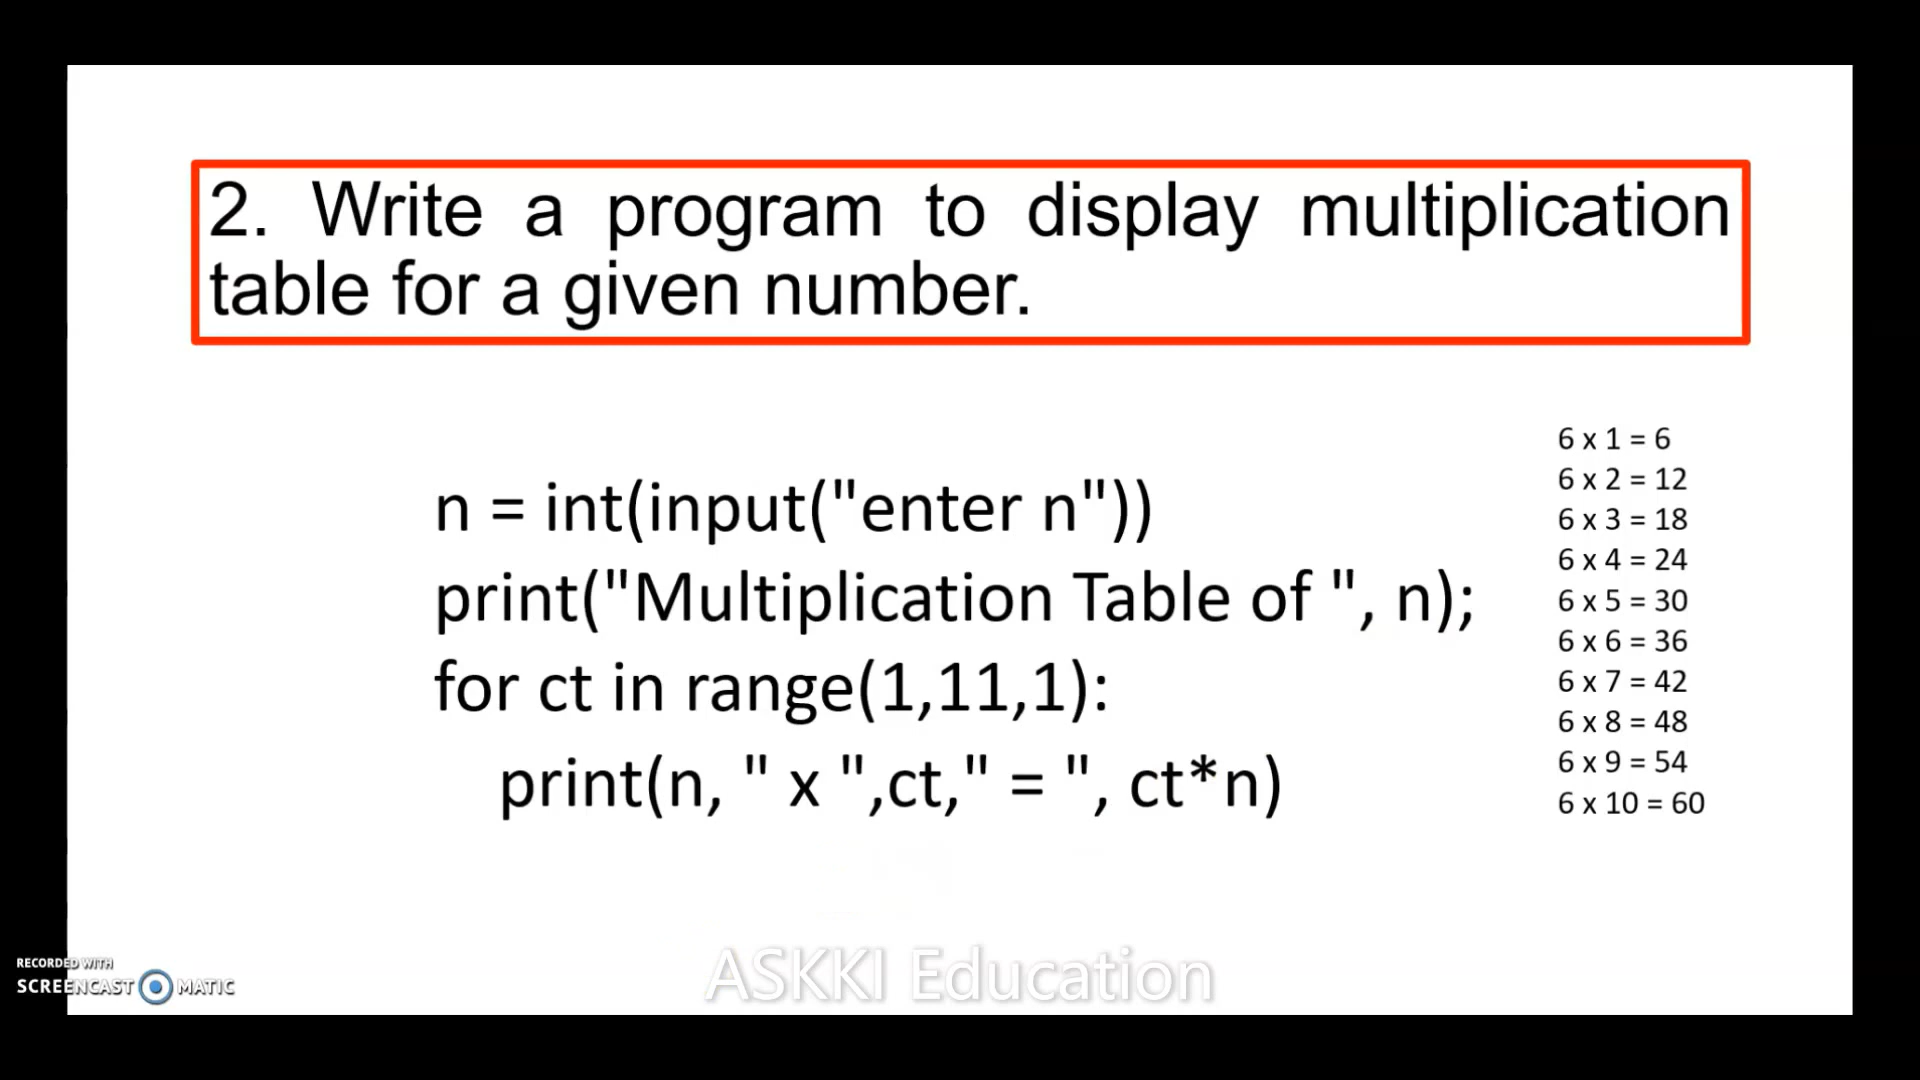 2. Write a program to display multiplication
table for a given number.
n = int(input("enter n"))
print("Multiplication Table of ", n);
for ct in range(1,11,1):
print(n, " x ",ct," = ", ct*n)
6 x 1 = 6
6 x 2 = 12
6 x 3 = 18
6 x 4 = 24
6 x 5 = 30
6 x 6 = 36
6 x 7 = 42
6 x 8 = 48
6 x 9 = 54
6 x 10 = 60
RECORDED WITH
SCREENCAST MATIC
ASKKI Education